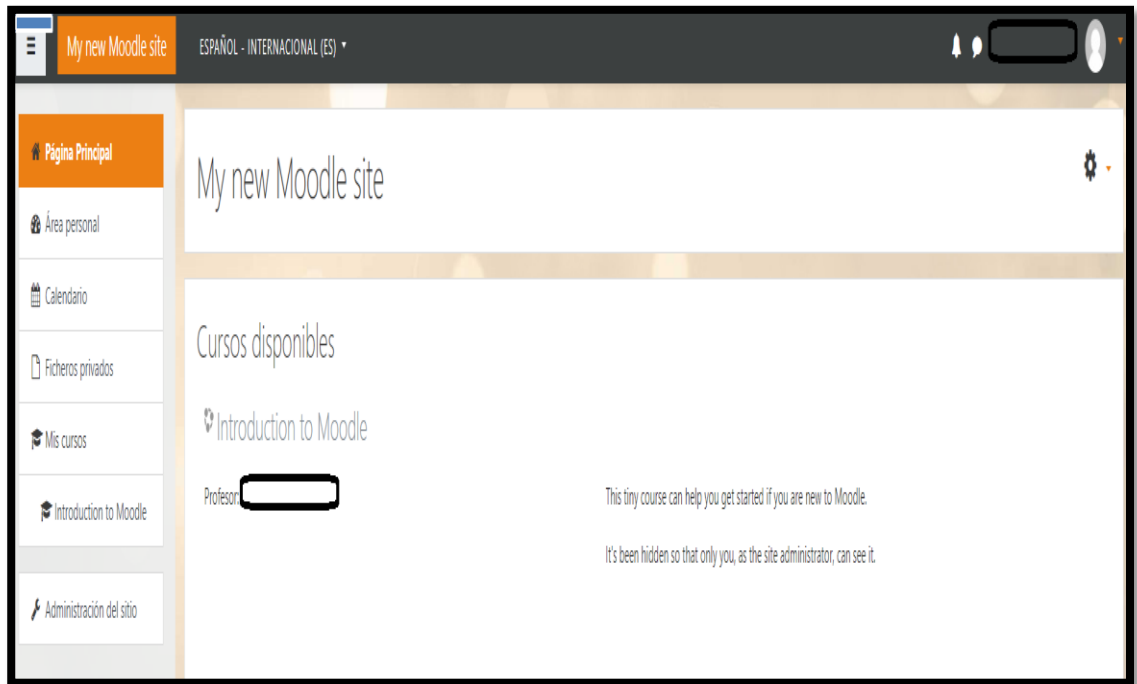 My new Moodle site
ESPAÑOL - INTERNACIONAL (ES)
Página Principal
Área personal
Calendario
Ficheros privados
Mis cursos
Introduction to Moodle
Administración del sitio
My new Moodle site
Cursos disponibles
Introduction to Moodle
Profesor:
This tiny course can help you get started if you are new to Moodle.
It's been hidden so that only you, as the site administrator, can see it.